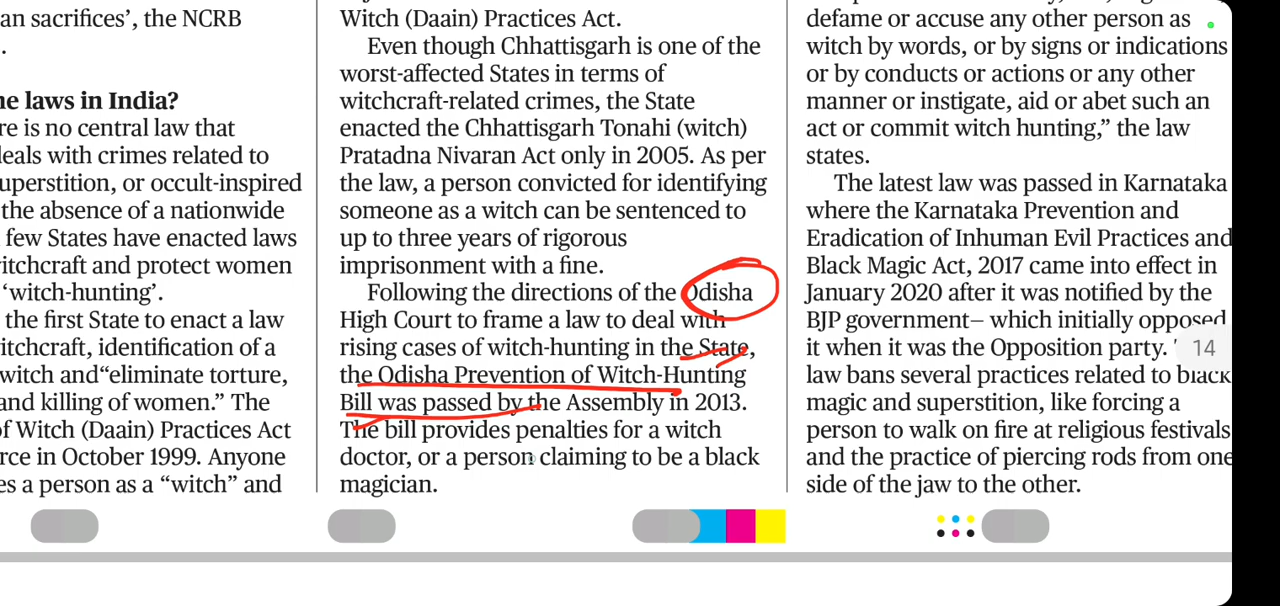 an sacrifices', the NCRB
.
he laws in India?
re is no central law that
deals with crimes related to
uperstition, or occult-inspired
the absence of a nationwide
few States have enacted laws
vitchcraft and protect women
'witch-hunting'.
the first State to enact a law
vitchcraft, identification of a
witch and“eliminate torture,
and killing of women.” The
of Witch (Daain) Practices Act
rce in October 1999. Anyone
es a person as a “witch” and
Witch (Daain) Practices Act.
Even though Chhattisgarh is one of the
worst-affected States in terms of
witchcraft-related crimes, the State
enacted the Chhattisgarh Tonahi (witch)
Pratadna Nivaran Act only in 2005. As per
the law, a person convicted for identifying
someone as a witch can be sentenced to
up to three years of rigorous
imprisonment with a fine.
Following the directions of the Odisha
High Court to frame a law to deal with
rising cases of witch-hunting in the State,
the Odisha Prevention of Witch-Hunting
Bill was passed by the Assembly in 2013.
The bill provides penalties for a witch
doctor, or a person claiming to be a black
magician.
defame or accuse any other person as
witch by words, or by signs or indications
or by conducts or actions or any other
manner or instigate, aid or abet such an
act or commit witch hunting,” the law
states.
The latest law was passed in Karnataka
where the Karnataka Prevention and
Eradication of Inhuman Evil Practices and
Black Magic Act, 2017 came into effect in
January 2020 after it was notified by the
BJP government— which initially opposed
it when it was the Opposition party.
law bans several practices related to black
magic and superstition, like forcing a
person to walk on fire at religious festivals
and the practice of piercing rods from one
side of the jaw to the other.
14